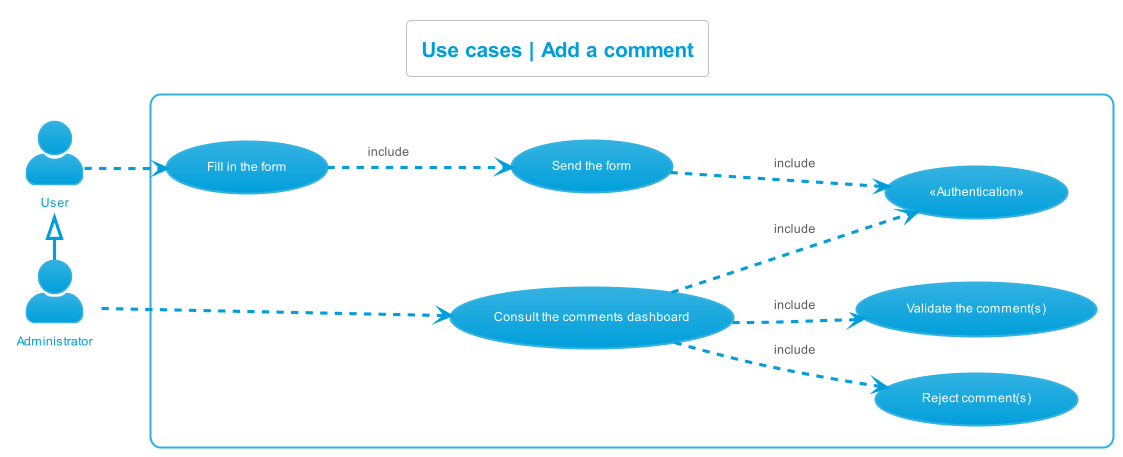 Use cases | Add a comment
User
Administrator
Fill in the form
include
Send the form
include
«Authentication»
include
Consult the comments dashboard
include
Validate the comment(s)
include
Reject comment(s)